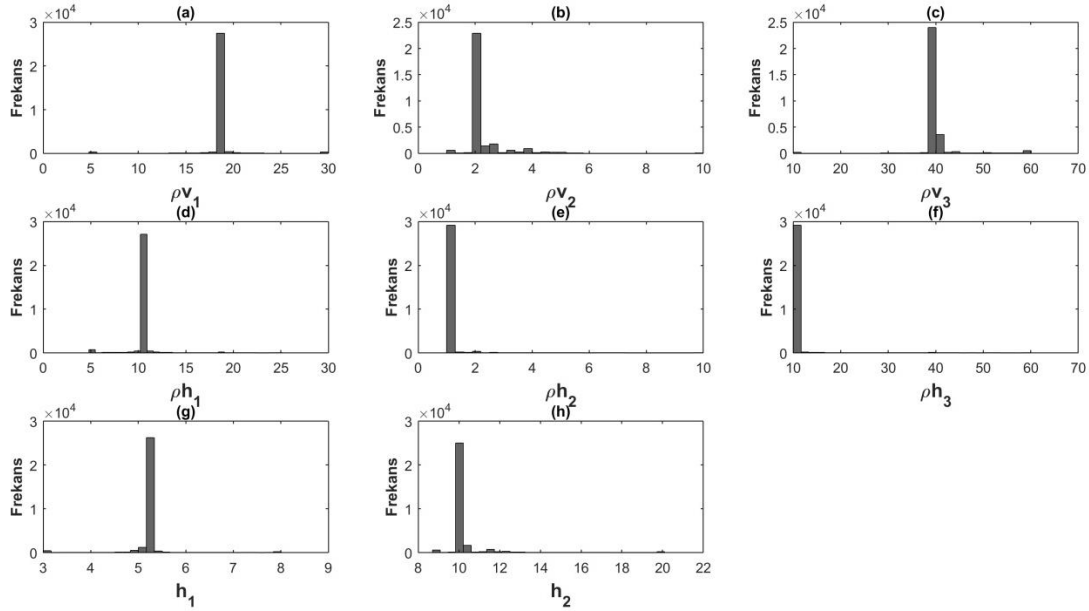 (a)
×10⁴
Frekans
3
2
1
0
0 5 10 15 20 25 30
ρv₁
(b)
×10⁴
Frekans
2.5
2
1.5
1
0.5
0
0 2 4 6 8 10
ρv₂
(c)
×10⁴
Frekans
2.5
2
1.5
1
0.5
0
10 20 30 40 50 60 70
ρv₃
(d)
×10⁴
Frekans
3
2
1
0
0 5 10 15 20 25 30
ρh₁
(e)
×10⁴
Frekans
3
2
1
0
0 2 4 6 8 10
ρh₂
(f)
×10⁴
Frekans
3
2
1
0
10 20 30 40 50 60 70
ρh₃
(g)
×10⁴
Frekans
3
2
1
0
3 4 5 6 7 8 9
h₁
(h)
×10⁴
Frekans
3
2
1
0
8 10 12 14 16 18 20 22
h₂